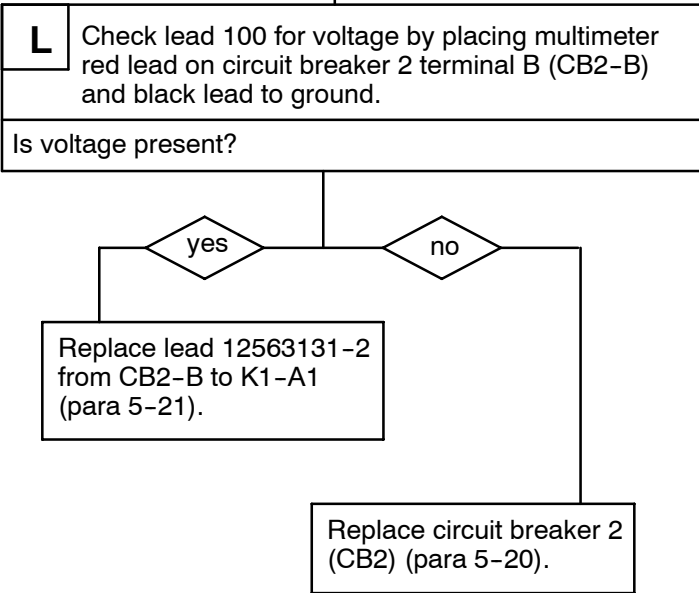 L
Check lead 100 for voltage by placing multimeter
red lead on circuit breaker 2 terminal B (CB2-B)
and black lead to ground.
Is voltage present?
yes
no
Replace lead 12563131-2
from CB2-B to K1-A1
(para 5-21).
Replace circuit breaker 2
(CB2) (para 5-20).